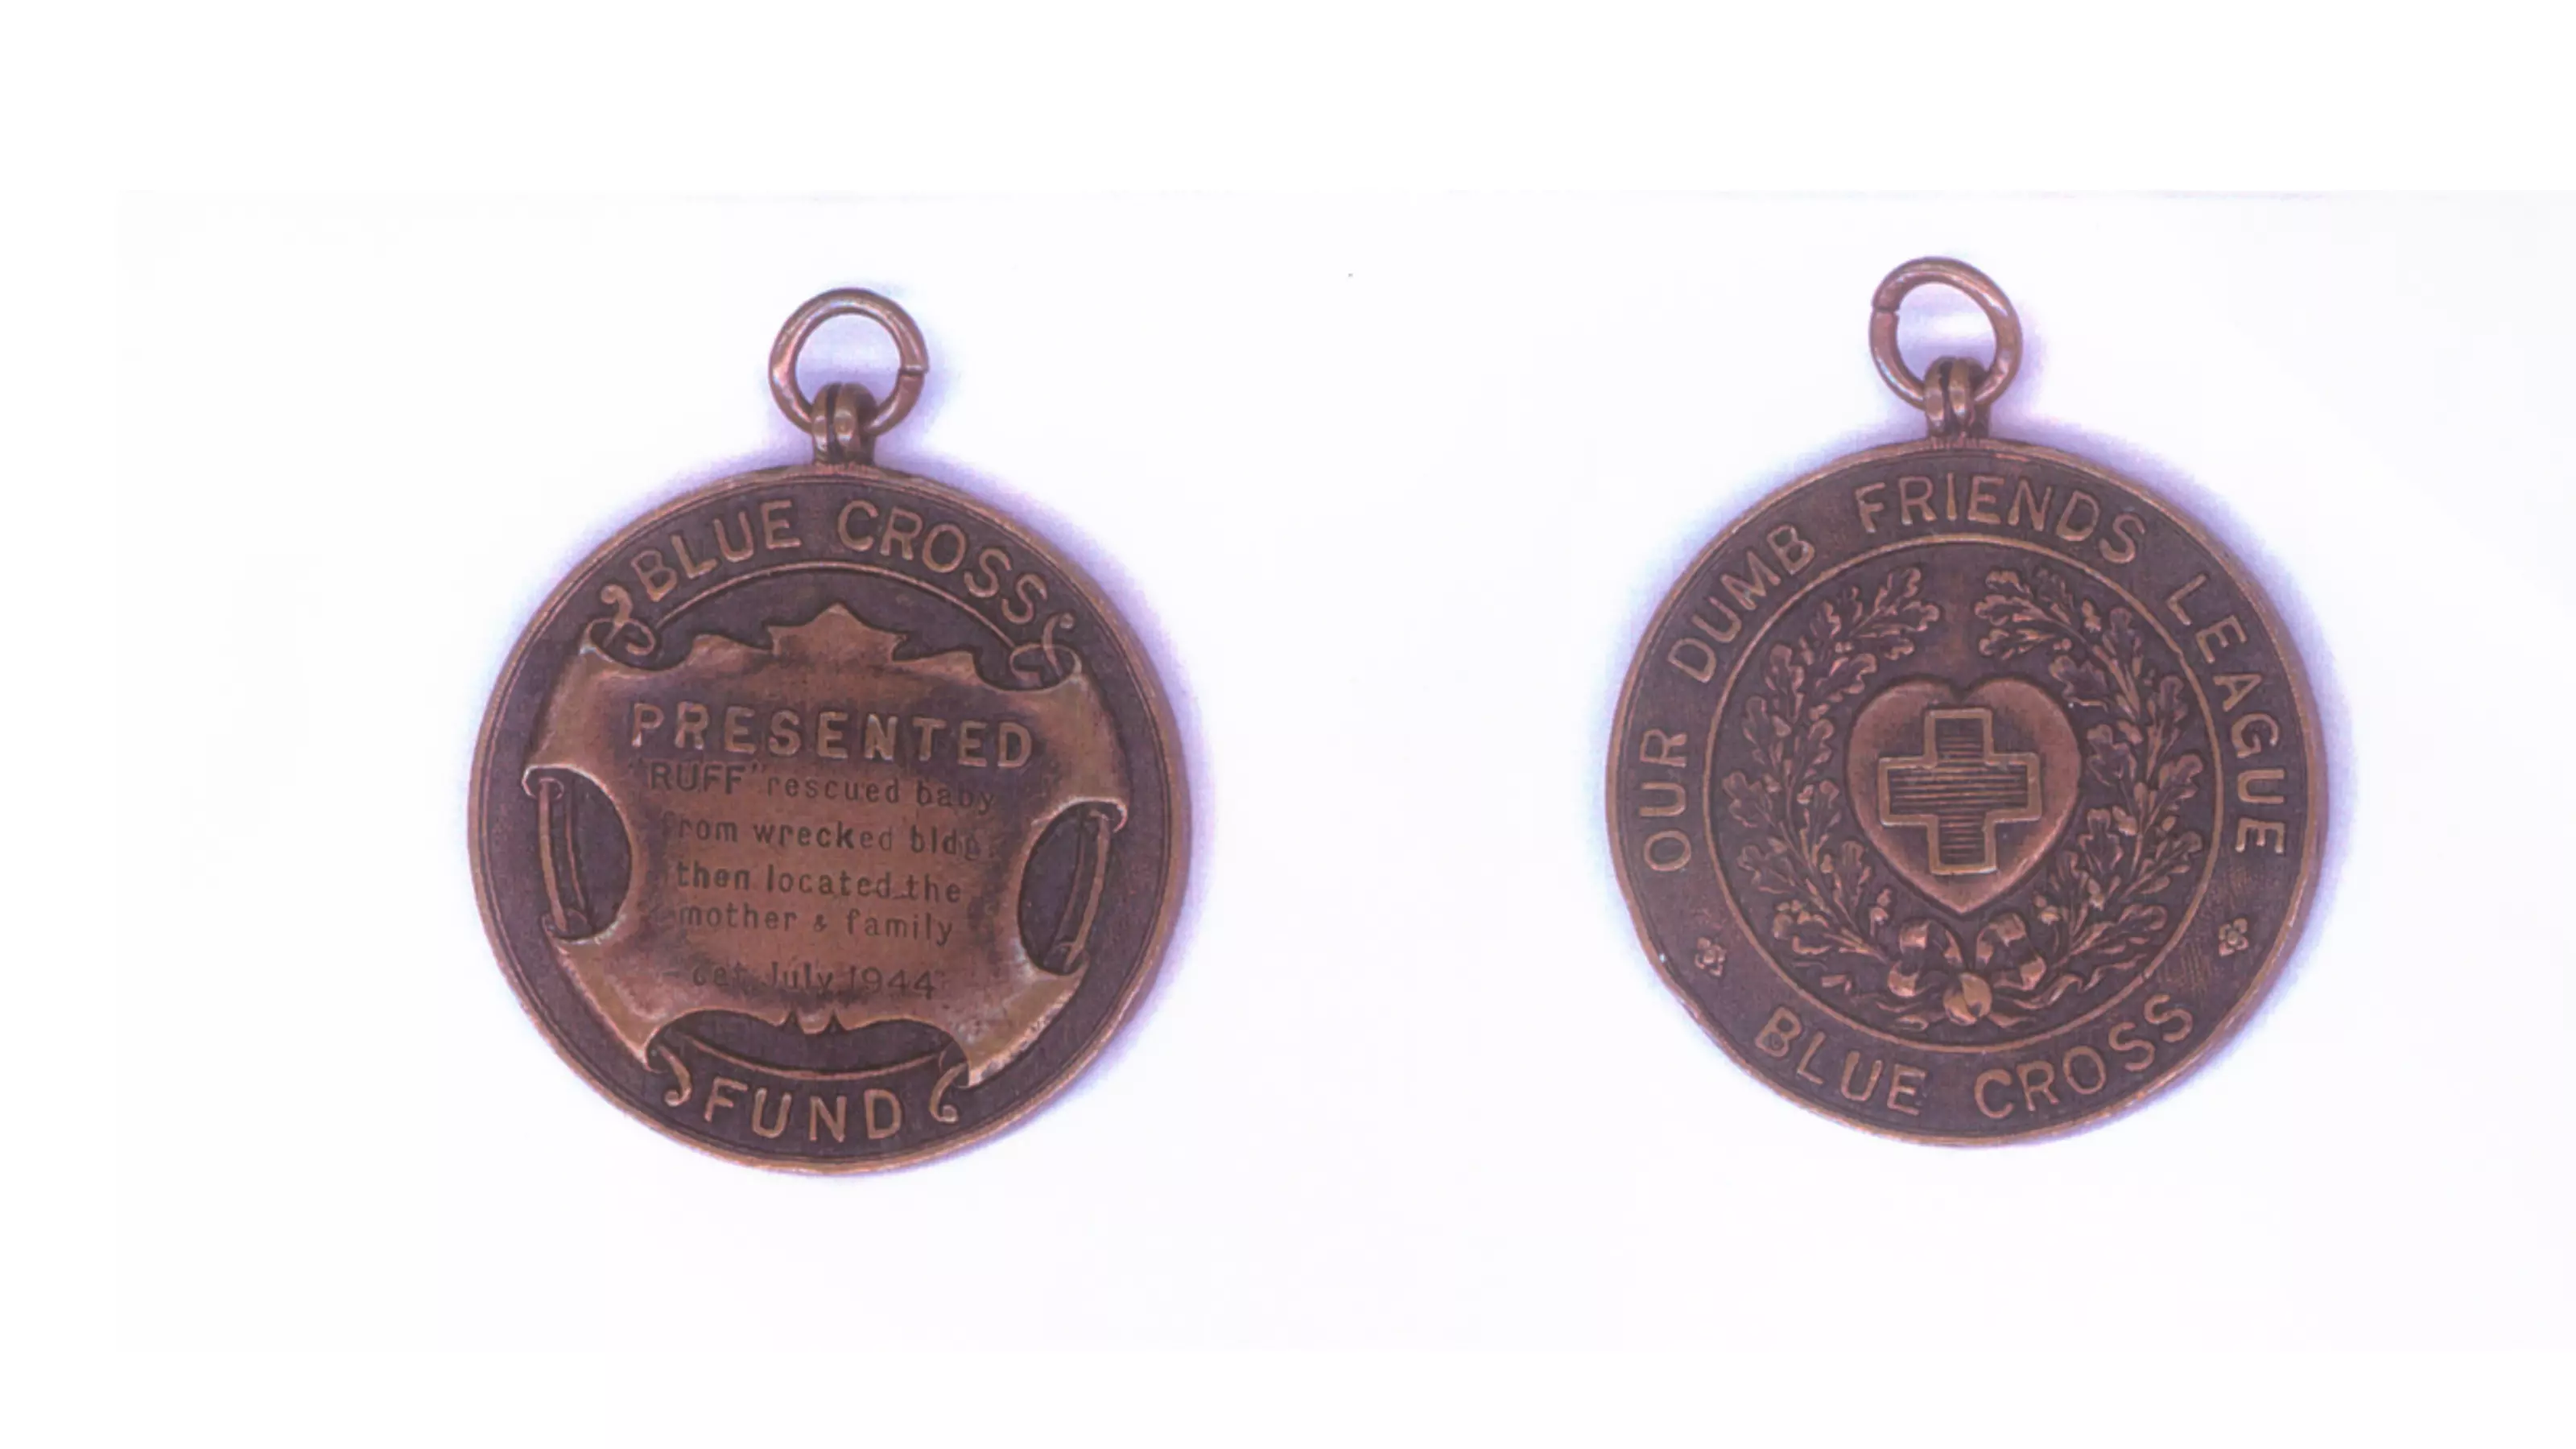 BLUE CROSS
PRESENTED
"RUFF" rescued baby
from wrecked bldg.
then located the
mother & family
July 1944
FUND
OUR DUMB FRIENDS LEAGUE
BLUE CROSS